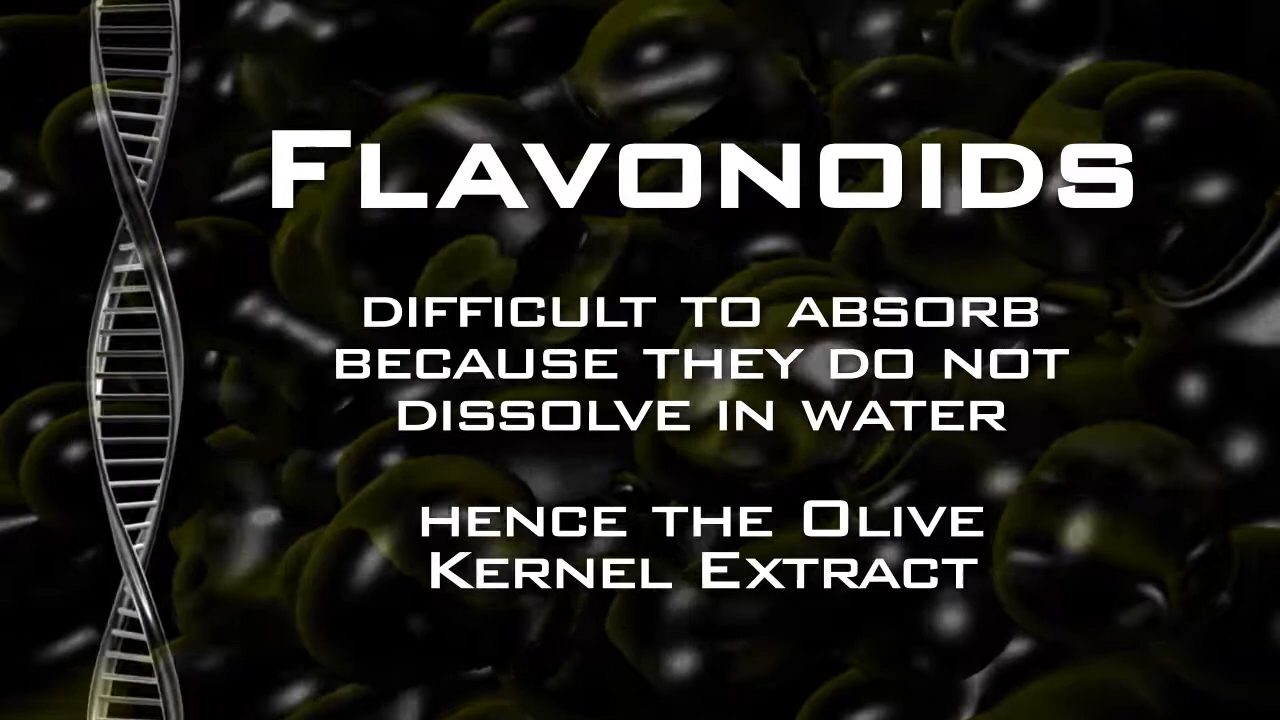 Flavonoids
difficult to absorb
because they do not
dissolve in water
hence the Olive
Kernel Extract